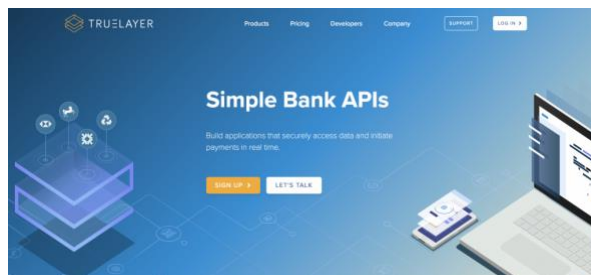 TRUΞLAYER
Products Pricing Developers Company SUPPORT LOG IN >
Simple Bank APIs
Build applications that securely access data and initiate
payments in real time.
SIGN UP > LET'S TALK